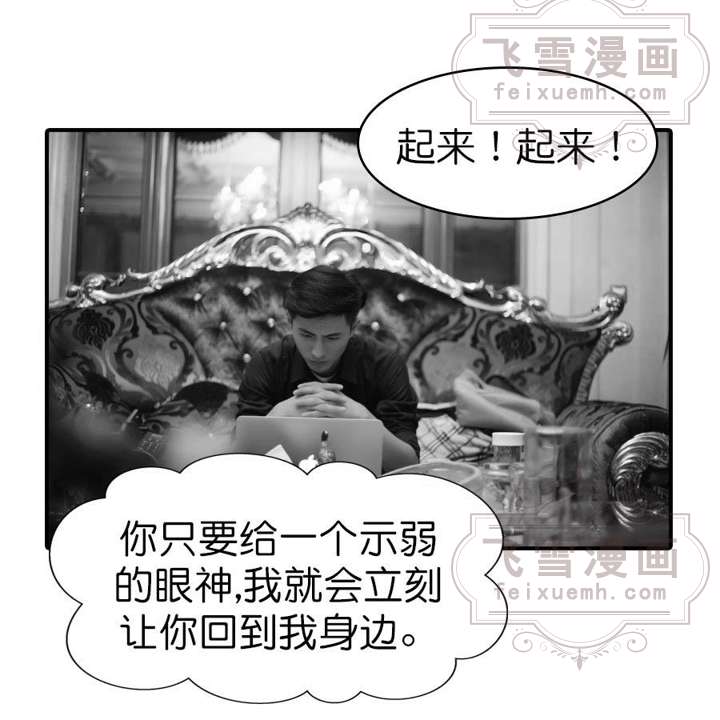 飞雪漫画
feixuemh.com
起来！起来！
你只要给一个示弱
的眼神,我就会立刻
让你回到我身边。
飞雪漫画
feixuemh.com